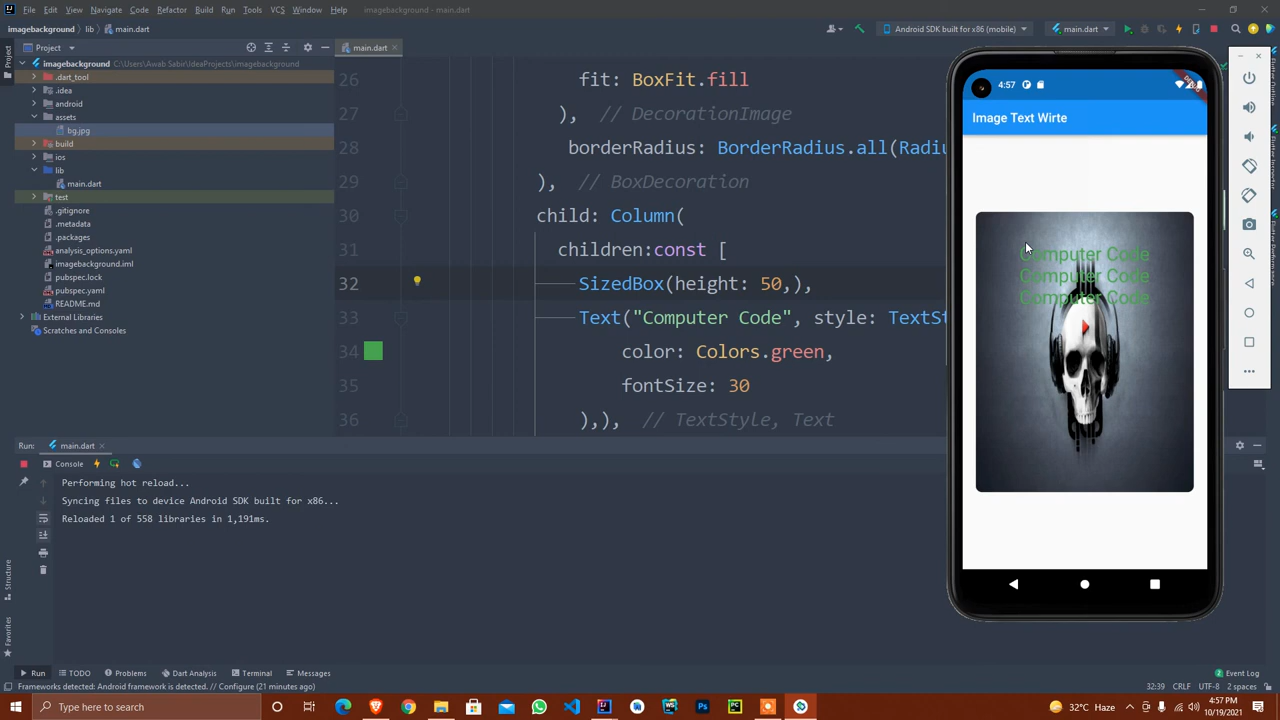 File Edit View Navigate Code Refactor Build Run Tools VCS Window Help imagebackground - main.dart
imagebackground lib main.dart
Android SDK built for x86 (mobile) main.dart
Project
main.dart
imagebackground C:\Users\Awab Sabir\IdeaProjects\imagebackground
.dart_tool
.idea
android
assets
bg.jpg
build
ios
lib
main.dart
test
.gitignore
.metadata
.packages
analysis_options.yaml
imagebackground.iml
pubspec.lock
pubspec.yaml
README.md
External Libraries
Scratches and Consoles
26 fit: BoxFit.fill
27 ), // DecorationImage
28 borderRadius: BorderRadius.all(Radiu
29 ), // BoxDecoration
30 child: Column(
31 children:const [
32 SizedBox(height: 50,),
33 Text("Computer Code", style: TextSt
34 color: Colors.green,
35 fontSize: 30
36 ),), // TextStyle, Text
4:57
DEBUG
Image Text Wirte
Computer Code
Computer Code
Computer Code
Project
Structure
Favorites
Flutter Outline
Flutter Inspector
Run: main.dart
Console
Performing hot reload...
Syncing files to device Android SDK built for x86...
Reloaded 1 of 558 libraries in 1,191ms.
Run TODO Problems Dart Analysis Terminal Messages Event Log
Frameworks detected: Android framework is detected. // Configure (21 minutes ago) 32:39 CRLF UTF-8 2 spaces
Type here to search
32°C Haze
4:57 PM
10/19/2021